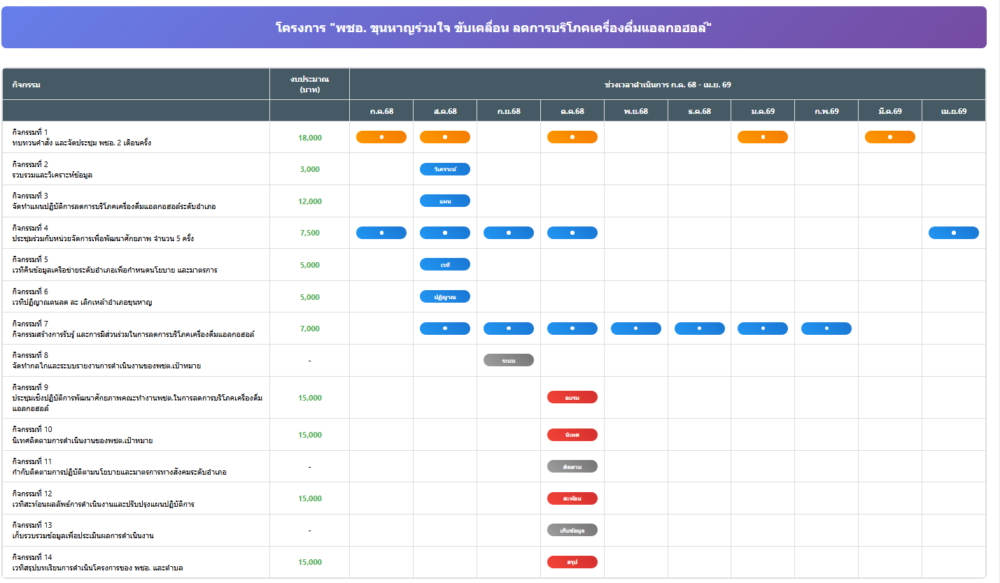 โครงการ "พชอ. ขุนหาญร่วมใจ ขับเคลื่อน ลดการบริโภคเครื่องดื่มแอลกอฮอล์"
กิจกรรม
งบประมาณ
(บาท)
ช่วงเวลาดำเนินการ ก.ค. 68 - เม.ย. 69
ก.ค.68 ส.ค.68 ก.ย.68 ต.ค.68 พ.ย.68 ธ.ค.68 ม.ค.69 ก.พ.69 มี.ค.69 เม.ย.69
กิจกรรมที่ 1
ทบทวนคำสั่ง และจัดประชุม พชอ. 2 เดือนครั้ง
18,000
กิจกรรมที่ 2
รวบรวมและวิเคราะห์ข้อมูล
3,000
วิเคราะห์
กิจกรรมที่ 3
จัดทำแผนปฏิบัติการลดการบริโภคเครื่องดื่มแอลกอฮอล์ระดับอำเภอ
12,000
แผน
กิจกรรมที่ 4
ประชุมร่วมกับหน่วยจัดการเพื่อพัฒนาศักยภาพ จำนวน 5 ครั้ง
7,500
กิจกรรมที่ 5
เวทีคืนข้อมูลเครือข่ายระดับอำเภอเพื่อกำหนดนโยบาย และมาตรการ
5,000
เวที
กิจกรรมที่ 6
เวทีปฏิญาณตนลด ละ เลิกเหล้าอำเภอขุนหาญ
5,000
ปฏิญาณ
กิจกรรมที่ 7
กิจกรรมสร้างการรับรู้ และการมีส่วนร่วมในการลดการบริโภคเครื่องดื่มแอลกอฮอล์
7,000
กิจกรรมที่ 8
จัดทำกลไกและระบบรายงานการดำเนินงานของพชต.เป้าหมาย
-
ระบบ
กิจกรรมที่ 9
ประชุมเชิงปฏิบัติการพัฒนาศักยภาพคณะทำงานพชต.ในการลดการบริโภคเครื่องดื่ม
แอลกอฮอล์
15,000
อบรม
กิจกรรมที่ 10
นิเทศติดตามการดำเนินงานของพชต.เป้าหมาย
15,000
นิเทศ
กิจกรรมที่ 11
กำกับติดตามการปฏิบัติตามนโยบายและมาตรการทางสังคมระดับอำเภอ
-
ติดตาม
กิจกรรมที่ 12
เวทีสะท้อนผลลัพธ์การดำเนินงานและปรับปรุงแผนปฏิบัติการ
15,000
สะท้อน
กิจกรรมที่ 13
เก็บรวบรวมข้อมูลเพื่อประเมินผลการดำเนินงาน
-
เก็บข้อมูล
กิจกรรมที่ 14
เวทีสรุปบทเรียนการดำเนินโครงการของ พชอ. และตำบล
15,000
สรุป